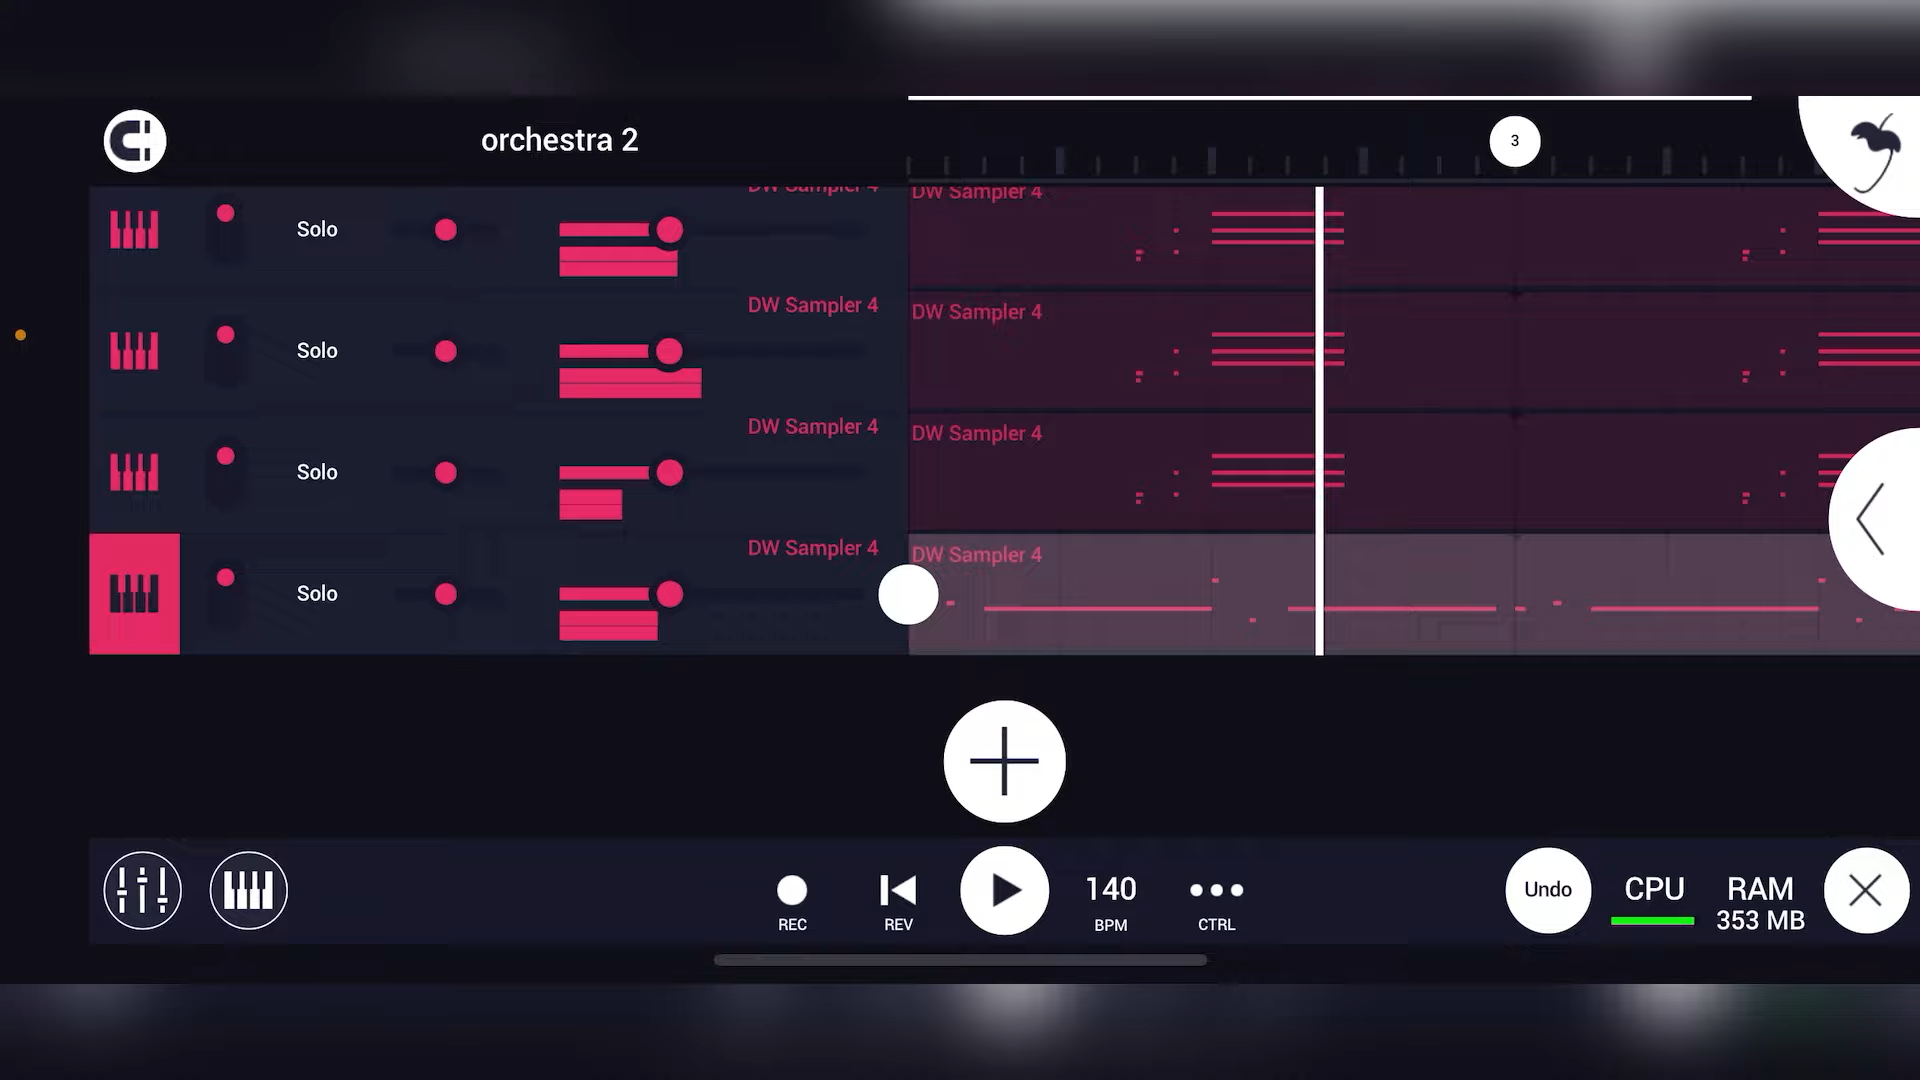 orchestra 2
3
DW Sampler 4
DW Sampler 4
Solo
DW Sampler 4
DW Sampler 4
Solo
DW Sampler 4
DW Sampler 4
Solo
DW Sampler 4
DW Sampler 4
Solo
REC
REV
140
BPM
CTRL
Undo
CPU
RAM
353 MB